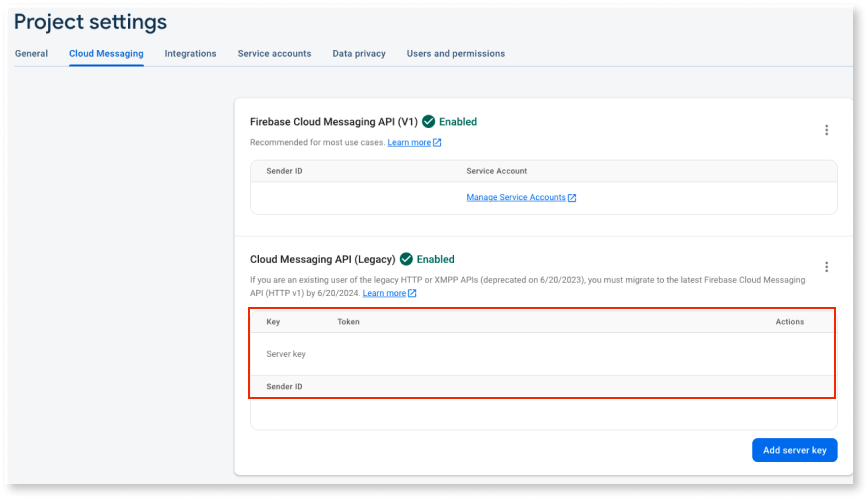 Project settings
General Cloud Messaging Integrations Service accounts Data privacy Users and permissions
Firebase Cloud Messaging API (V1) Enabled
Recommended for most use cases. Learn more
Sender ID Service Account
Manage Service Accounts
Cloud Messaging API (Legacy) Enabled
If you are an existing user of the legacy HTTP or XMPP APIs (deprecated on 6/20/2023), you must migrate to the latest Firebase Cloud Messaging
API (HTTP v1) by 6/20/2024. Learn more
Key Token Actions
Server key
Sender ID
Add server key